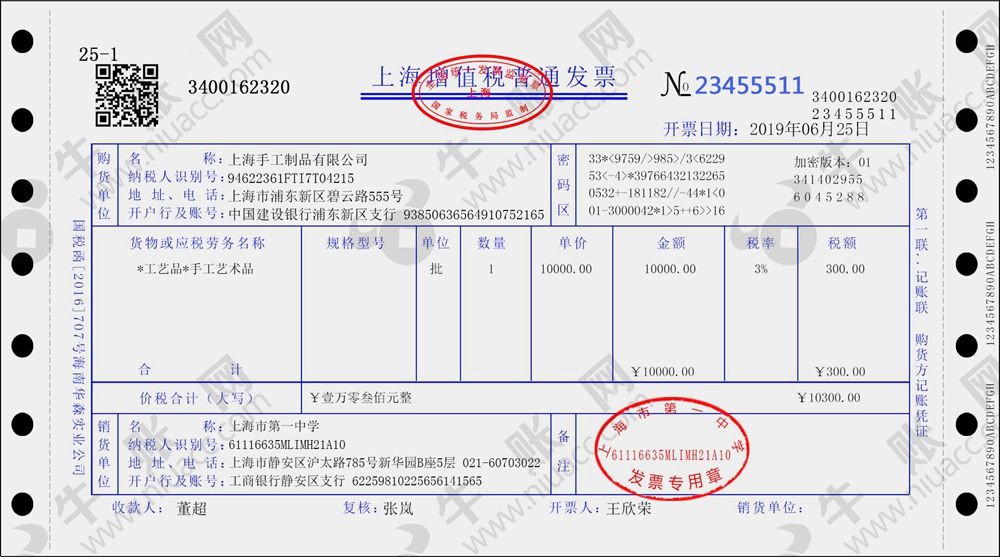 25-1
3400162320
上海增值税普通发票
上海
国家税务局监制
№ 23455511
3400162320
23455511
开票日期：2019年06月25日
购货单位
名 称：上海手工制品有限公司
纳税人识别号：94622361FTI7T04215
地 址、电 话：上海市浦东新区碧云路555号
开户行及账号：中国建设银行浦东新区支行 93850636564910752165
密码区
33*<9759/>985>/3<6229
53<-4>*39766432132265
0532+-181182//-44*1<0
01-3000042*1>5++6>>16
加密版本：01
341402955
6045288
货物或应税劳务名称 规格型号 单位 数量 单价 金额 税率 税额
*工艺品*手工艺术品 批 1 10000.00 10000.00 3% 300.00
合 计 ￥10000.00 ￥300.00
价税合计（大写） ￥壹万零叁佰元整 ￥10300.00
销货单位
名 称：上海市第一中学
纳税人识别号：61116635MLIMH21A10
地址、电话：上海市静安区沪太路785号新华园B座5层 021-60703022
开户行及账号：工商银行静安区支行 62259810225656141565
备注
上海市第一中学
61116635MLIMH21A10
发票专用章
收款人： 董超 复核：张岚 开票人：王欣荣 销货单位：
国税函[2016]707号海南华森实业公司
第一联：记账联 购货方记账凭证
1234567890ABCDEFGH
1234567890ABCDEFGH
1234567890ABCDEFGH
牛账网
www.niuacc.com